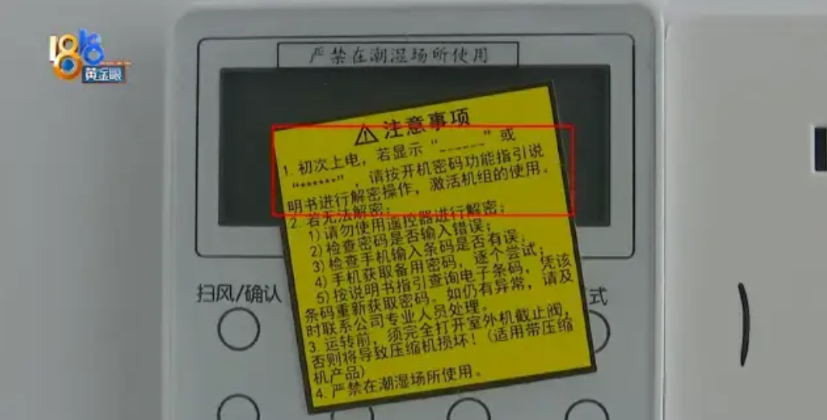 1818
黄金眼
严禁在潮湿场所使用
注意事项
1.初次上电，若显示“------”或
“******”，请按开机密码功能指引说
明书进行解密操作，激活机组的使用。
2.若无法解密：
1)请勿使用遥控器进行解密；
2)检查密码是否输入错误；
3)检查手机输入条码是否有误；
4)手机获取备用密码，逐个尝试；
5)按说明书指引查询电子条码，凭该
条码重新获取密码。如仍有异常，请及
时联系公司专业人员处理。
3.运转前，须完全打开室外机截止阀，
否则将导致压缩机损坏！(适用带压缩
机产品)
4.严禁在潮湿场所使用。
扫风/确认
式